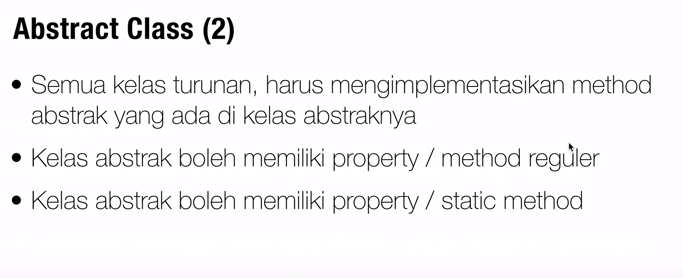 Abstract Class (2)
• Semua kelas turunan, harus mengimplementasikan method
abstrak yang ada di kelas abstraknya
• Kelas abstrak boleh memiliki property / method reguler
• Kelas abstrak boleh memiliki property / static method